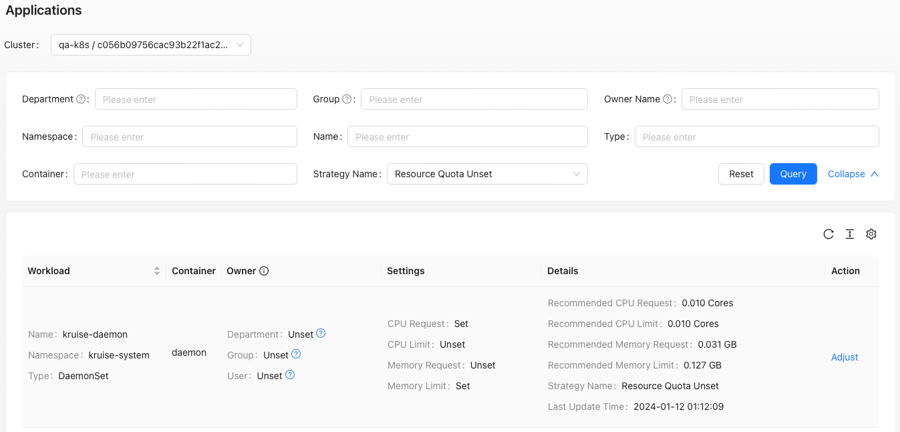 Applications
Cluster: qa-k8s / c056b09756cac93b22f1ac2...
Department : Please enter Group : Please enter Owner Name : Please enter
Namespace: Please enter Name: Please enter Type: Please enter
Container: Please enter Strategy Name: Resource Quota Unset Reset Query Collapse
Workload Container Owner Settings Details Action
Name: kruise-daemon
Namespace: kruise-system
Type: DaemonSet
daemon
Department: Unset
Group: Unset
User: Unset
CPU Request: Set
CPU Limit: Unset
Memory Request: Unset
Memory Limit: Set
Recommended CPU Request: 0.010 Cores
Recommended CPU Limit: 0.010 Cores
Recommended Memory Request: 0.031 GB
Recommended Memory Limit: 0.127 GB
Strategy Name: Resource Quota Unset
Last Update Time: 2024-01-12 01:12:09
Adjust